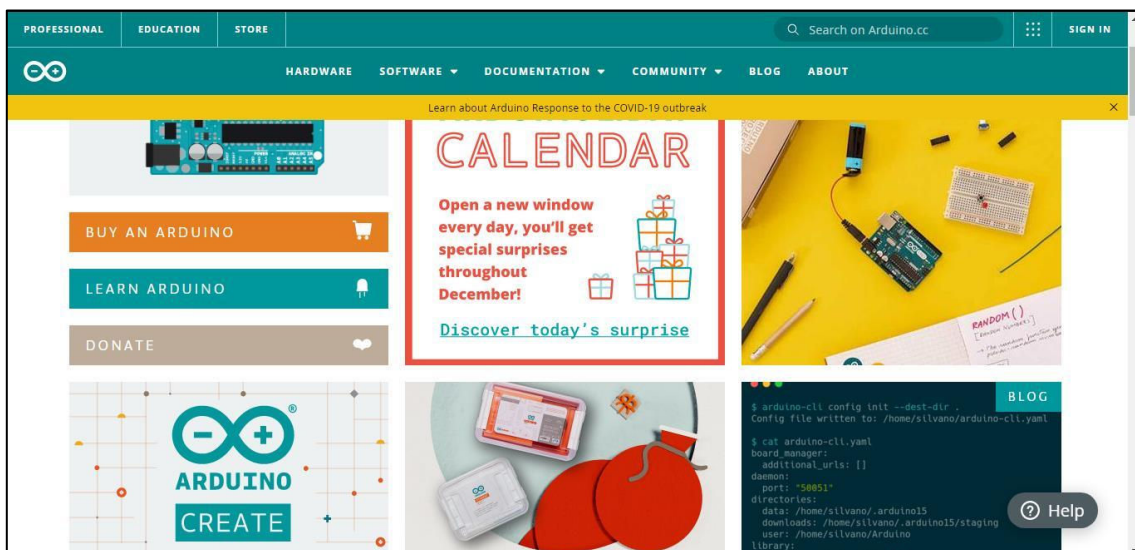 PROFESSIONAL EDUCATION STORE Search on Arduino.cc SIGN IN
HARDWARE SOFTWARE DOCUMENTATION COMMUNITY BLOG ABOUT
Learn about Arduino Response to the COVID-19 outbreak
BUY AN ARDUINO
LEARN ARDUINO
DONATE
CALENDAR
Open a new window
every day, you'll get
special surprises
throughout
December!
Discover today's surprise
RANDOM()
ARDUINO
CREATE
BLOG
$ arduino-cli config init --dest-dir .
Config file written to: /home/silvano/arduino-cli.yaml
$ cat arduino-cli.yaml
board_manager:
additional_urls: []
daemon:
port: "50051"
directories:
data: /home/silvano/.arduino15
downloads: /home/silvano/.arduino15/staging
user: /home/silvano/Arduino
library:
Help